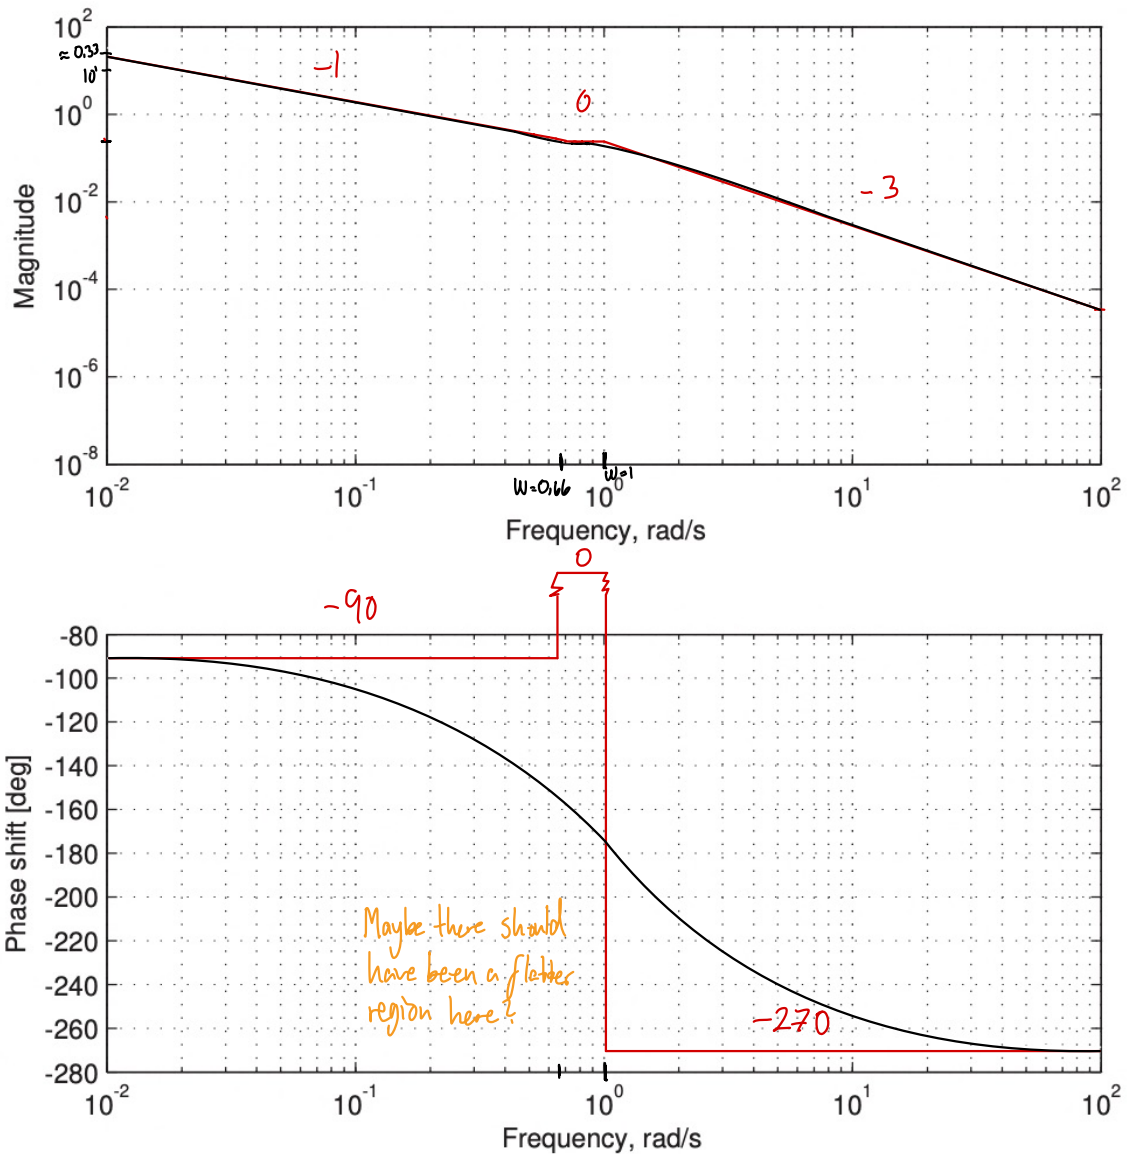 10^2
≈ 0.33
10^1
10^0
10^-2
10^-4
10^-6
10^-8
Magnitude
-1
0
-3
10^-2 10^-1 10^0 10^1 10^2
W=0,66
W=1
Frequency, rad/s
0
-90
-80
-100
-120
-140
-160
-180
-200
-220
-240
-260
-280
Phase shift [deg]
Maybe there should
have been a flatter
region here?
-270
10^-2 10^-1 10^0 10^1 10^2
Frequency, rad/s